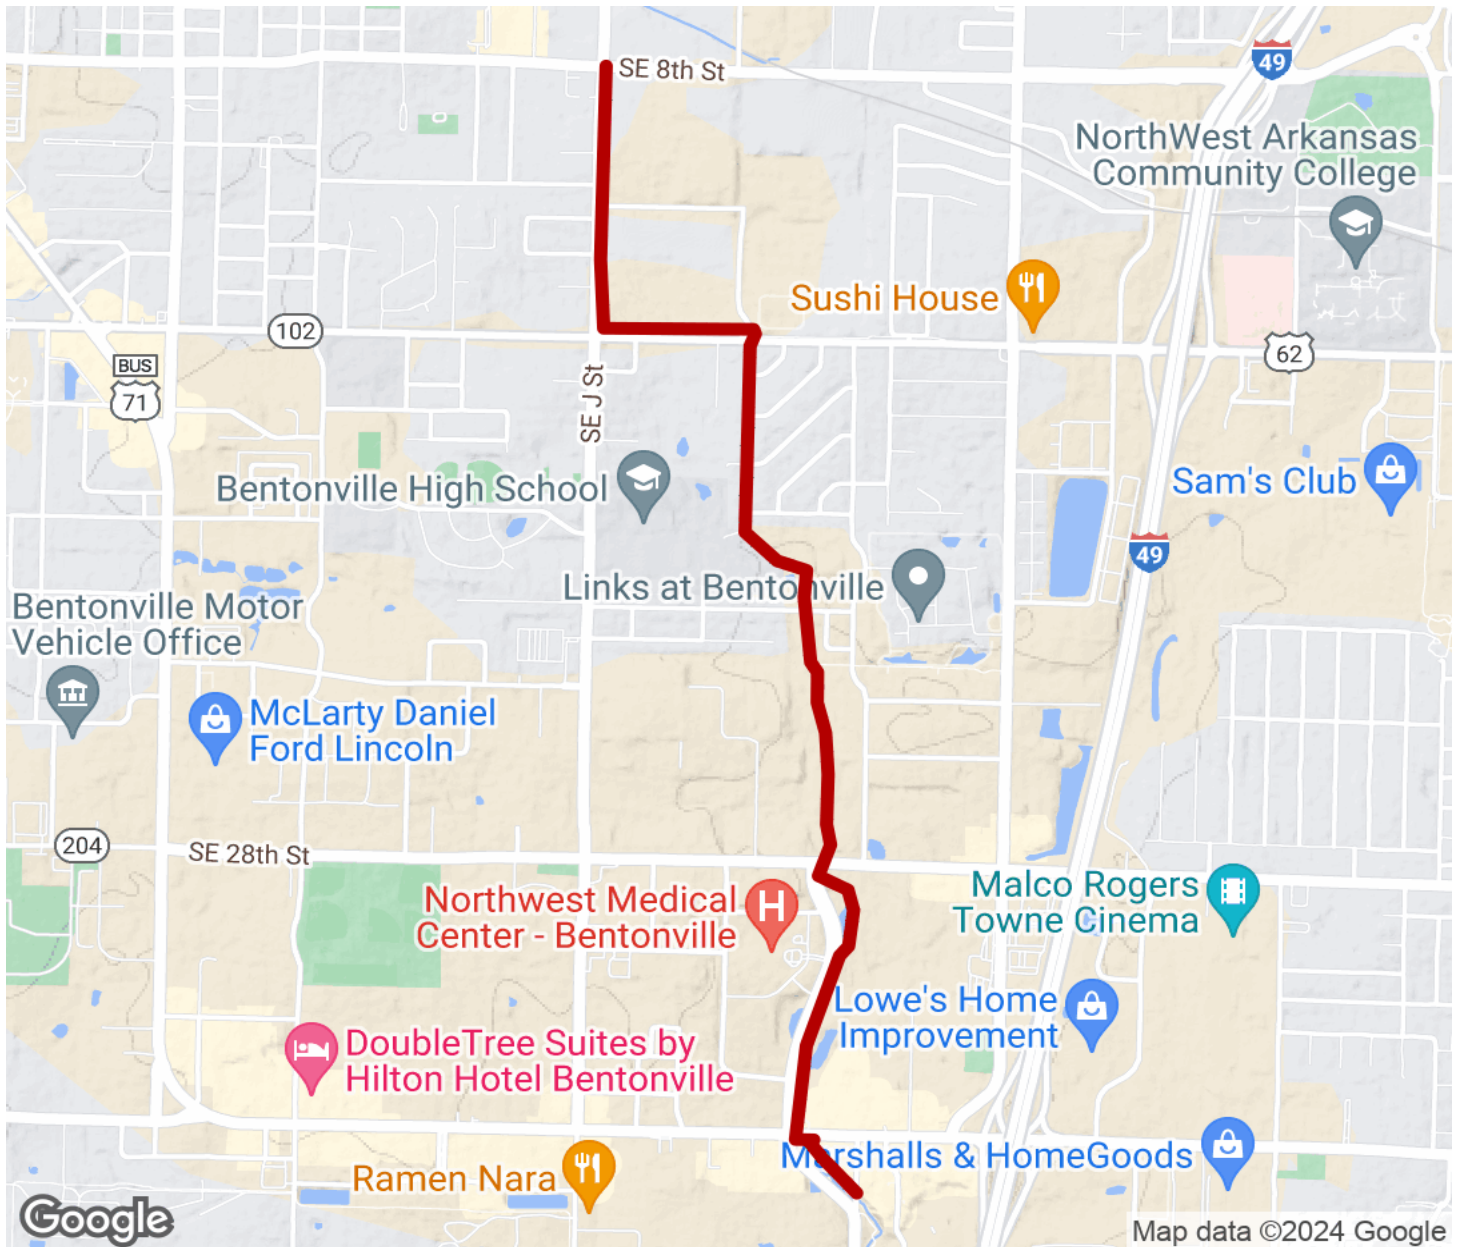 SE 8th St
49
NorthWest Arkansas
Community College
Sushi House
102
62
BUS
71
SE J St
Bentonville High School
Sam's Club
49
Links at Bentonville
Bentonville Motor
Vehicle Office
McLarty Daniel
Ford Lincoln
204
SE 28th St
Northwest Medical
Center - Bentonville
H
Malco Rogers
Towne Cinema
Lowe's Home
Improvement
DoubleTree Suites by
Hilton Hotel Bentonville
Marshalls & HomeGoods
Ramen Nara
Google
Map data ©2024 Google